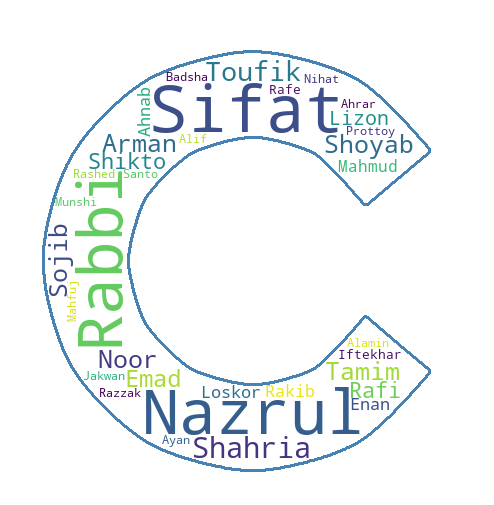 Toufik
Badsha
Nihat
Sifat
Rafe
Ahnab
Ahrar
Lizon
Prottoy
Arman
Alif
Shoyab
Shikto
Mahmud
Rashed
Santo
Rabbi
Munshi
Sojib
Mahfuj
Alamin
Noor
Iftekhar
Jakwan
Emad
Tamim
Razzak
Loskor
Rakib
Rafi
Nazrul
Enan
Ayan
Shahria